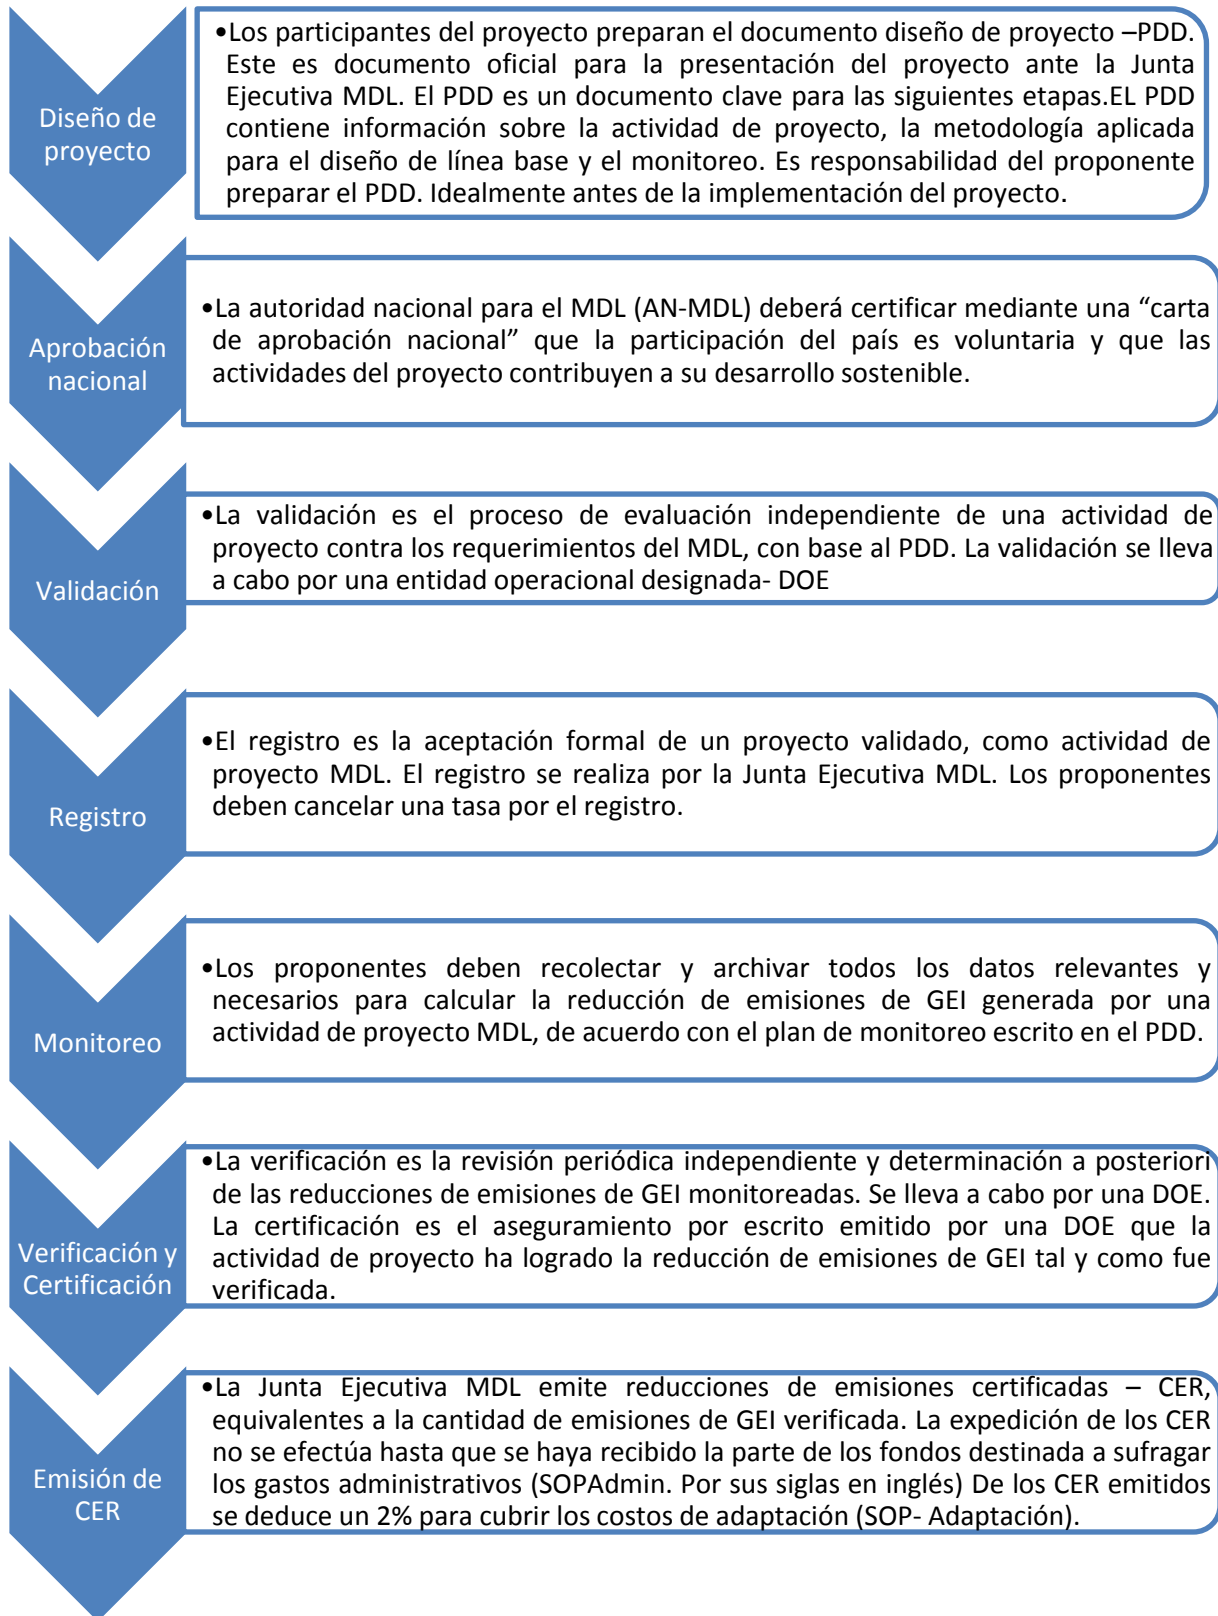 Diseño de
proyecto
•Los participantes del proyecto preparan el documento diseño de proyecto –PDD.
Este es documento oficial para la presentación del proyecto ante la Junta
Ejecutiva MDL. El PDD es un documento clave para las siguientes etapas.EL PDD
contiene información sobre la actividad de proyecto, la metodología aplicada
para el diseño de línea base y el monitoreo. Es responsabilidad del proponente
preparar el PDD. Idealmente antes de la implementación del proyecto.
Aprobación
nacional
•La autoridad nacional para el MDL (AN-MDL) deberá certificar mediante una “carta
de aprobación nacional” que la participación del país es voluntaria y que las
actividades del proyecto contribuyen a su desarrollo sostenible.
Validación
•La validación es el proceso de evaluación independiente de una actividad de
proyecto contra los requerimientos del MDL, con base al PDD. La validación se lleva
a cabo por una entidad operacional designada- DOE
Registro
•El registro es la aceptación formal de un proyecto validado, como actividad de
proyecto MDL. El registro se realiza por la Junta Ejecutiva MDL. Los proponentes
deben cancelar una tasa por el registro.
Monitoreo
•Los proponentes deben recolectar y archivar todos los datos relevantes y
necesarios para calcular la reducción de emisiones de GEI generada por una
actividad de proyecto MDL, de acuerdo con el plan de monitoreo escrito en el PDD.
Verificación y
Certificación
•La verificación es la revisión periódica independiente y determinación a posteriori
de las reducciones de emisiones de GEI monitoreadas. Se lleva a cabo por una DOE.
La certificación es el aseguramiento por escrito emitido por una DOE que la
actividad de proyecto ha logrado la reducción de emisiones de GEI tal y como fue
verificada.
Emisión de
CER
•La Junta Ejecutiva MDL emite reducciones de emisiones certificadas – CER,
equivalentes a la cantidad de emisiones de GEI verificada. La expedición de los CER
no se efectúa hasta que se haya recibido la parte de los fondos destinada a sufragar
los gastos administrativos (SOPAdmin. Por sus siglas en inglés) De los CER emitidos
se deduce un 2% para cubrir los costos de adaptación (SOP- Adaptación).